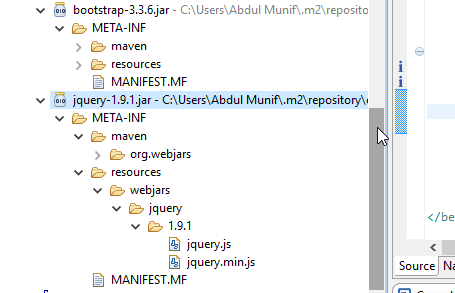 bootstrap-3.3.6.jar - C:\Users\Abdul Munif\.m2\reposito
META-INF
maven
resources
MANIFEST.MF
jquery-1.9.1.jar - C:\Users\Abdul Munif\.m2\repository\
META-INF
maven
org.webjars
resources
webjars
jquery
1.9.1
jquery.js
jquery.min.js
MANIFEST.MF
</be
Source
Na